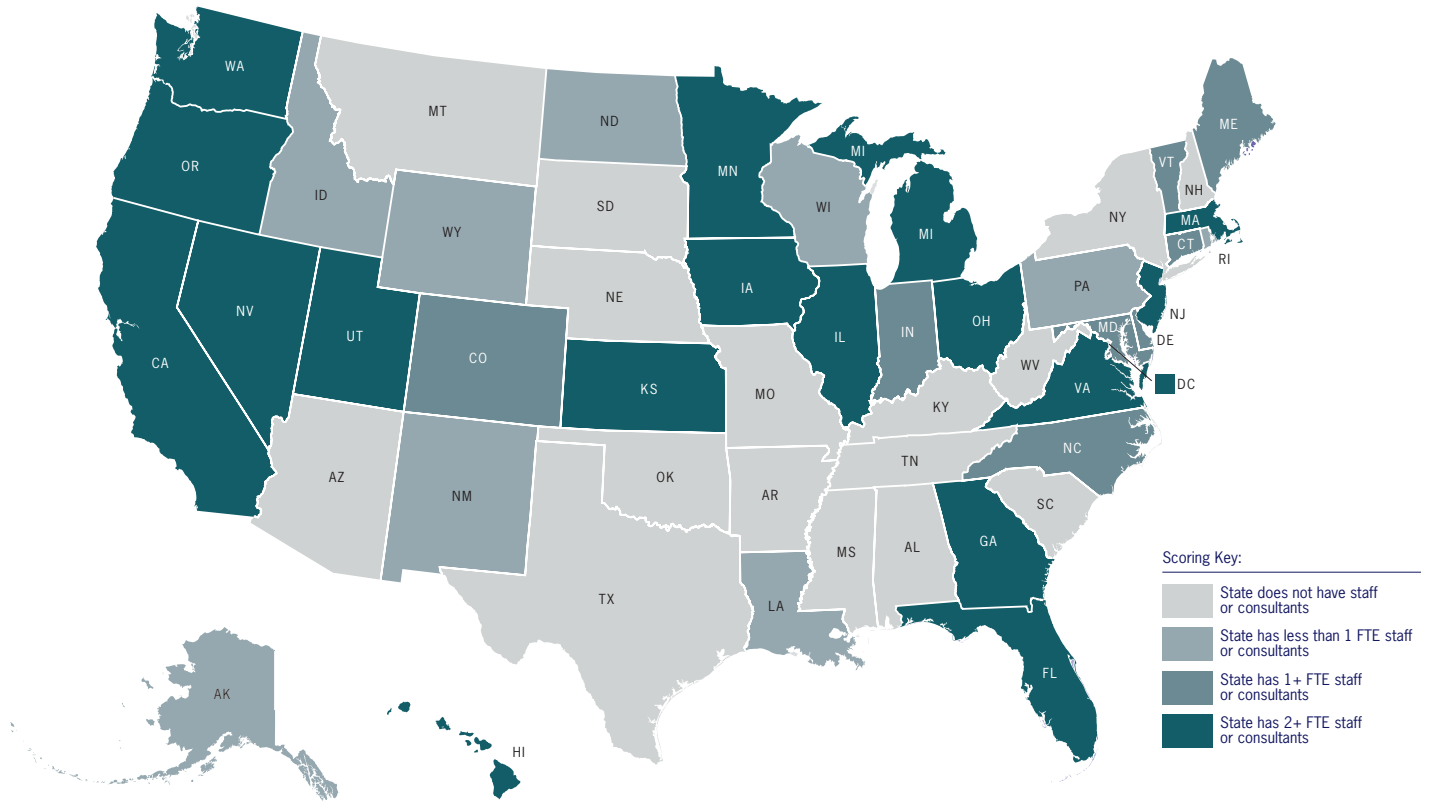 WA
MT
ND
MN
MI
ME
VT
NH
OR
ID
SD
WI
NY
MA
CT
RI
WY
MI
IA
NE
PA
NJ
NV
UT
CO
IL
IN
OH
MD
DE
CA
KS
MO
WV
VA
DC
KY
NC
AZ
NM
OK
AR
TN
SC
MS
AL
GA
TX
LA
FL
AK
HI
Scoring Key:
State does not have staff
or consultants
State has less than 1 FTE staff
or consultants
State has 1+ FTE staff
or consultants
State has 2+ FTE staff
or consultants